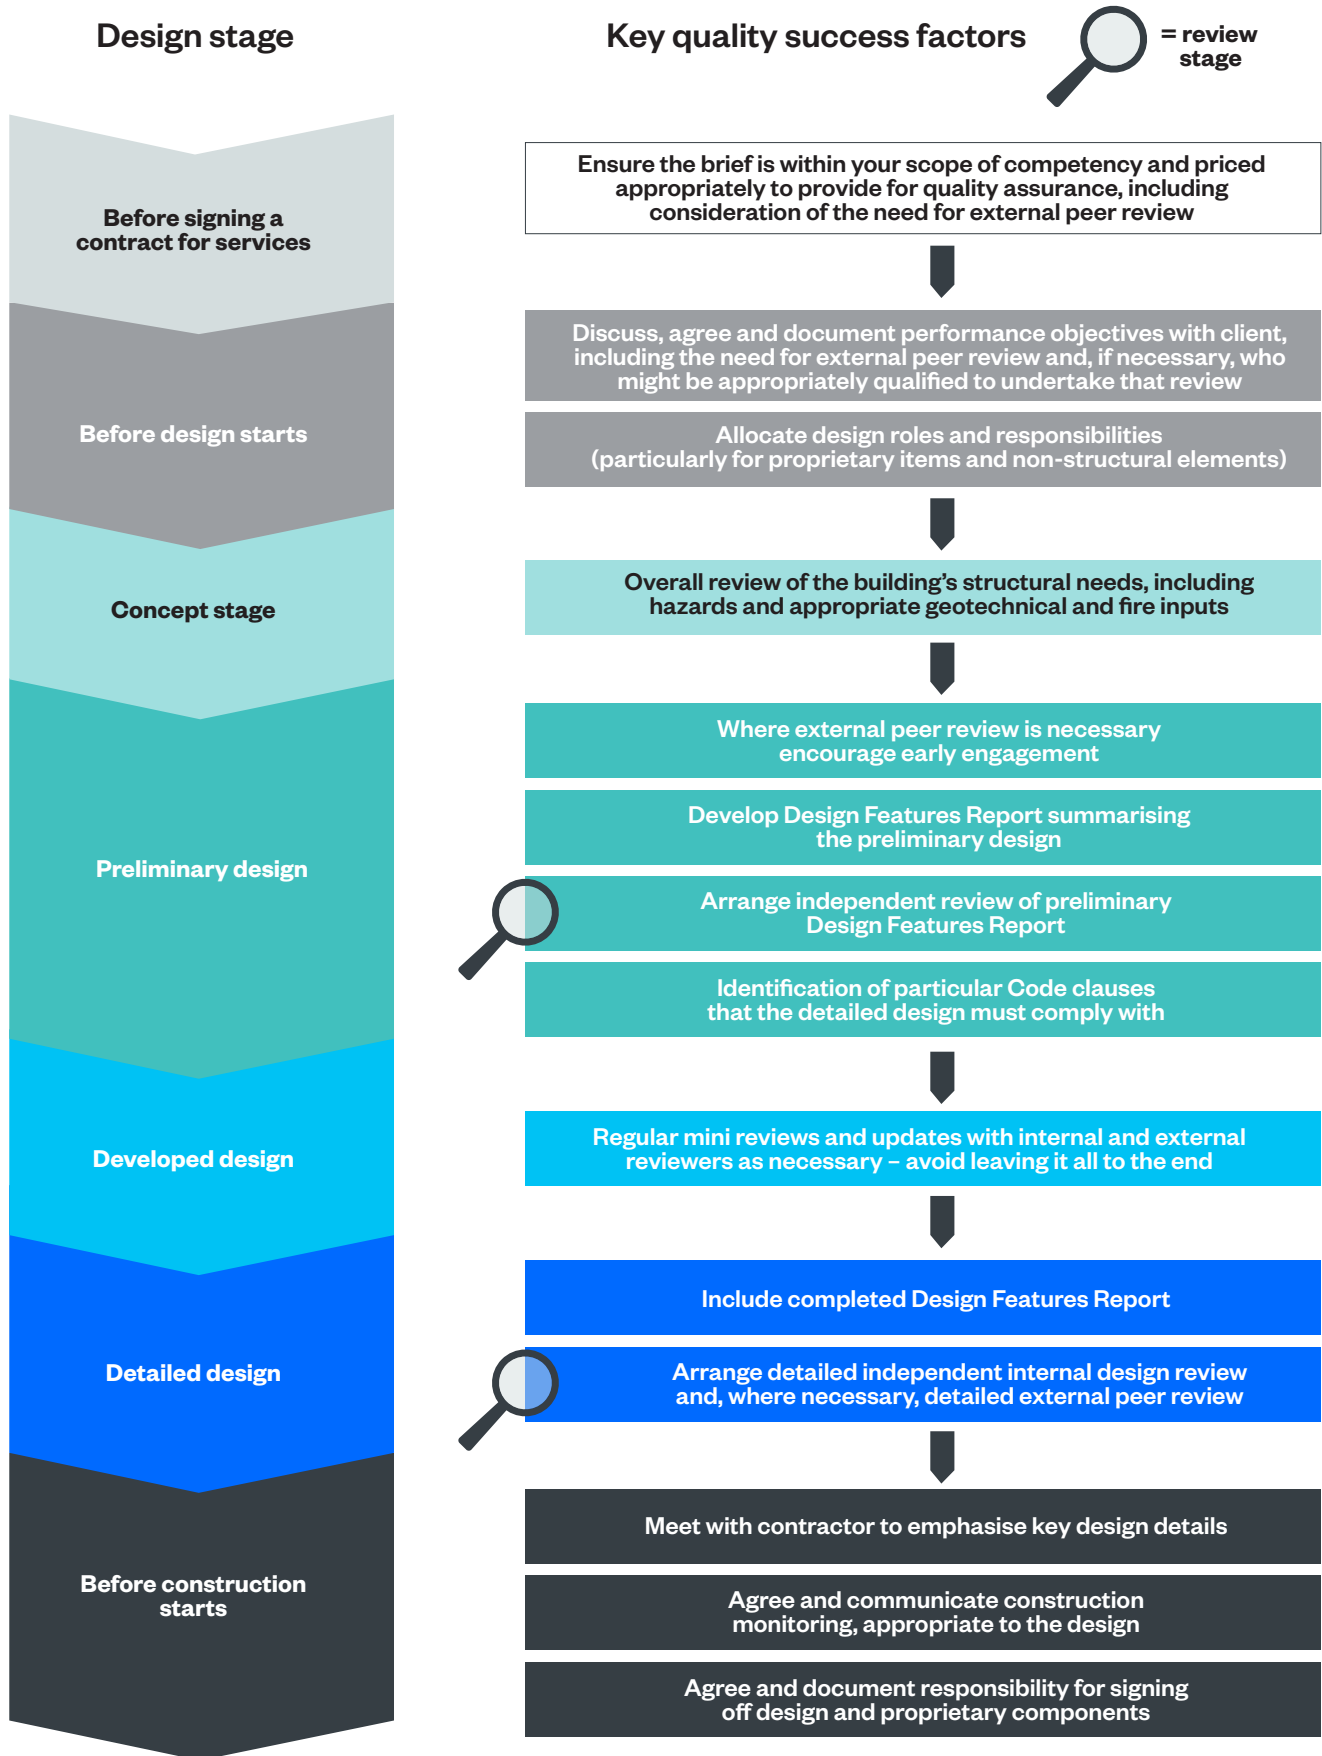 Design stage
Key quality success factors
= review
stage
Before signing a
contract for services
Ensure the brief is within your scope of competency and priced
appropriately to provide for quality assurance, including
consideration of the need for external peer review
Before design starts
Discuss, agree and document performance objectives with client,
including the need for external peer review and, if necessary, who
might be appropriately qualified to undertake that review
Allocate design roles and responsibilities
(particularly for proprietary items and non-structural elements)
Concept stage
Overall review of the building’s structural needs, including
hazards and appropriate geotechnical and fire inputs
Preliminary design
Where external peer review is necessary
encourage early engagement
Develop Design Features Report summarising
the preliminary design
Arrange independent review of preliminary
Design Features Report
Identification of particular Code clauses
that the detailed design must comply with
Developed design
Regular mini reviews and updates with internal and external
reviewers as necessary – avoid leaving it all to the end
Detailed design
Include completed Design Features Report
Arrange detailed independent internal design review
and, where necessary, detailed external peer review
Before construction
starts
Meet with contractor to emphasise key design details
Agree and communicate construction
monitoring, appropriate to the design
Agree and document responsibility for signing
off design and proprietary components